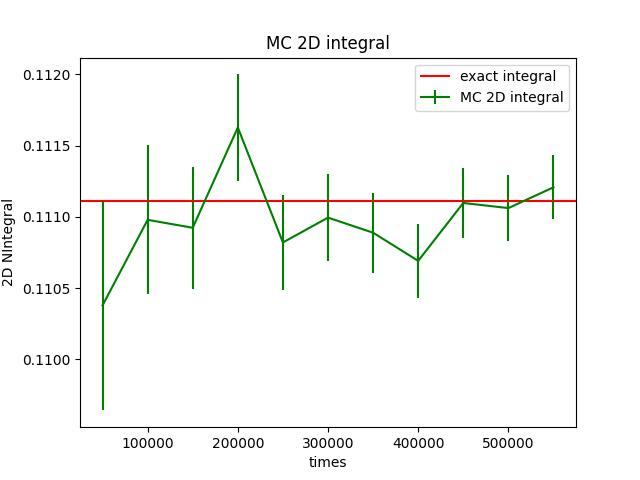 MC 2D integral
exact integral
MC 2D integral
0.1120
0.1115
0.1110
0.1105
0.1100
2D NIntegral
100000 200000 300000 400000 500000
times